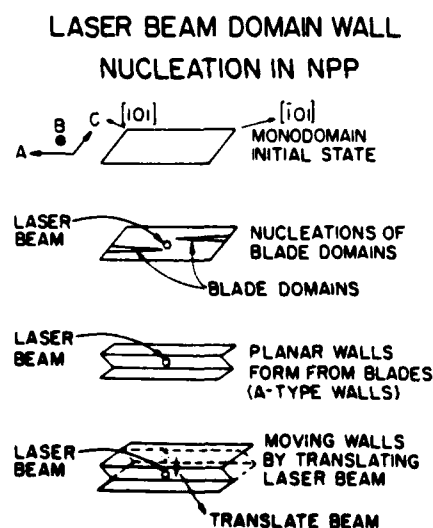 LASER BEAM DOMAIN WALL
NUCLEATION IN NPP
[101]
[1̄01]
C
B
A
MONODOMAIN
INITIAL STATE
LASER
BEAM
NUCLEATIONS OF
BLADE DOMAINS
BLADE DOMAINS
LASER
BEAM
PLANAR WALLS
FORM FROM BLADES
(A-TYPE WALLS)
LASER
BEAM
MOVING WALLS
BY TRANSLATING
LASER BEAM
TRANSLATE BEAM